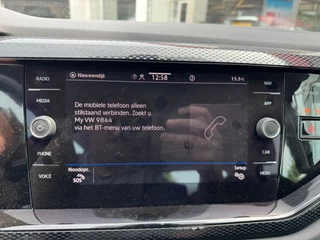 RADIO
Nieuwendijk
12:58
15.5°C
NAV
MEDIA
De mobiele telefoon alleen
stilstaand verbinden. Zoekt u
My VW 9844
via het BT-menu van uw telefoon.
APP
PHONE
CAR
VOICE
Noodopr.
SOS
Setup
MENU